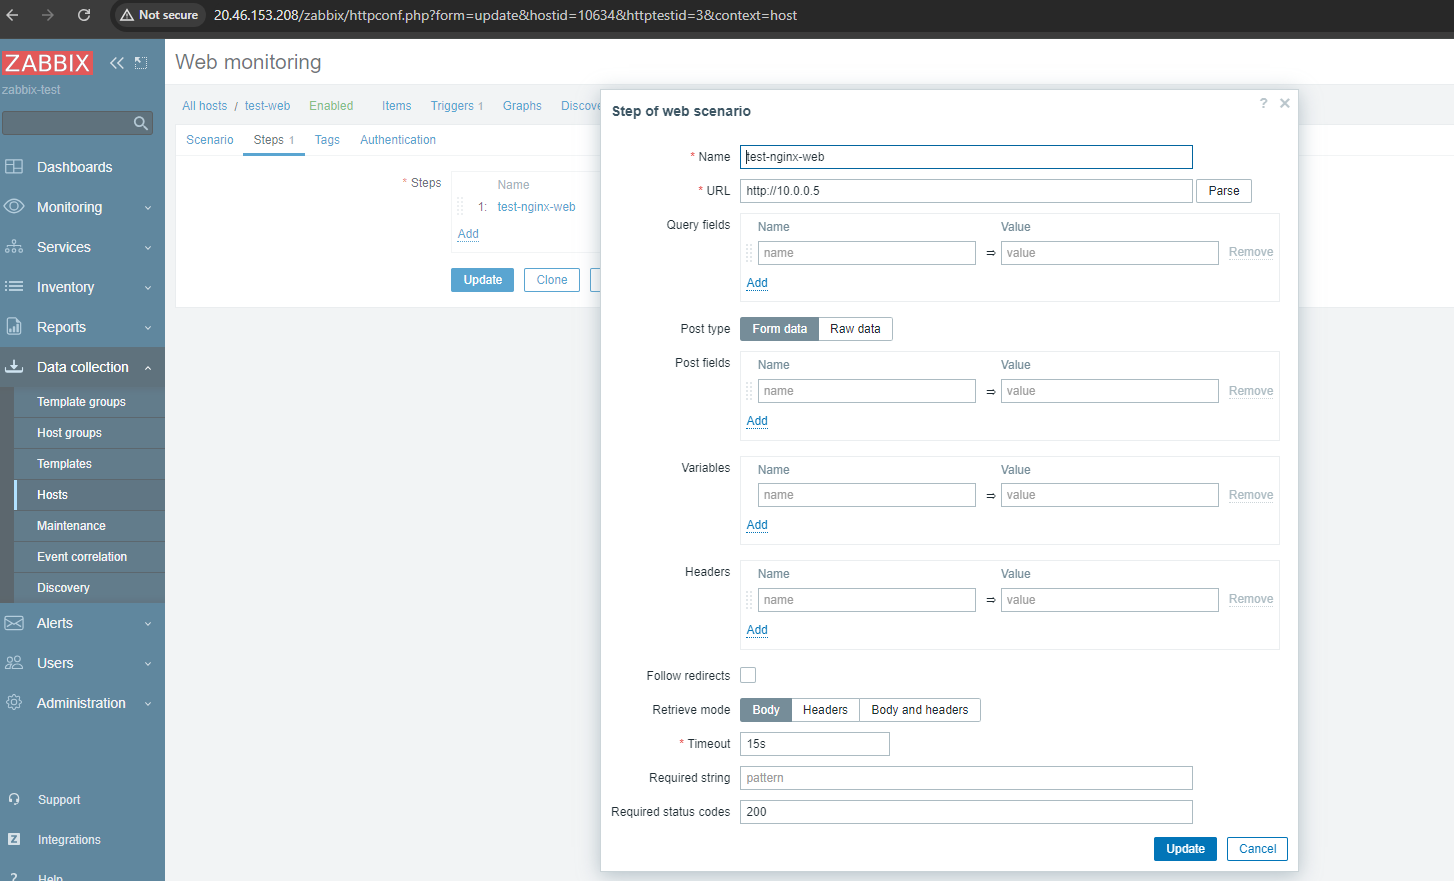 Not secure 20.46.153.208/zabbix/httpconf.php?form=update&hostid=10634&httptestid=3&context=host
ZABBIX
zabbix-test
Dashboards
Monitoring
Services
Inventory
Reports
Data collection
Template groups
Host groups
Templates
Hosts
Maintenance
Event correlation
Discovery
Alerts
Users
Administration
Support
Z Integrations
? Help
Web monitoring
All hosts / test-web Enabled Items Triggers 1 Graphs Discove
Scenario Steps 1 Tags Authentication
* Steps
Name
1: test-nginx-web
Add
Update Clone
Step of web scenario ?
* Name test-nginx-web
* URL http://10.0.0.5 Parse
Query fields Name Value
name ⇒ value Remove
Add
Post type Form data Raw data
Post fields Name Value
name ⇒ value Remove
Add
Variables Name Value
name ⇒ value Remove
Add
Headers Name Value
name ⇒ value Remove
Add
Follow redirects
Retrieve mode Body Headers Body and headers
* Timeout 15s
Required string pattern
Required status codes 200
Update Cancel